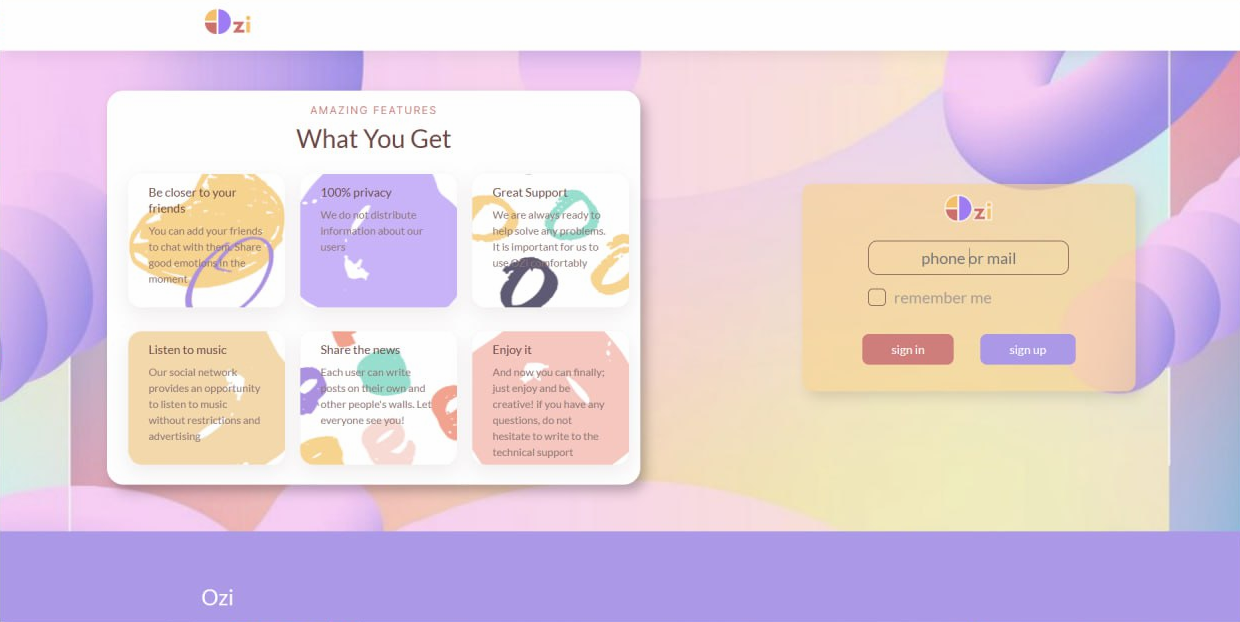 Ozi
AMAZING FEATURES
What You Get
Be closer to your
friends
You can add your friends
to chat with them. Share
good emotions in the
moment
100% privacy
We do not distribute
information about our
users
Great Support
We are always ready to
help solve any problems.
It is important for us to
use Ozi comfortably
Listen to music
Our social network
provides an opportunity
to listen to music
without restrictions and
advertising
Share the news
Each user can write
posts on their own and
other people's walls. Let
everyone see you!
Enjoy it
And now you can finally;
just enjoy and be
creative! if you have any
questions, do not
hesitate to write to the
technical support
Ozi
phone or mail
remember me
sign in
sign up
Ozi